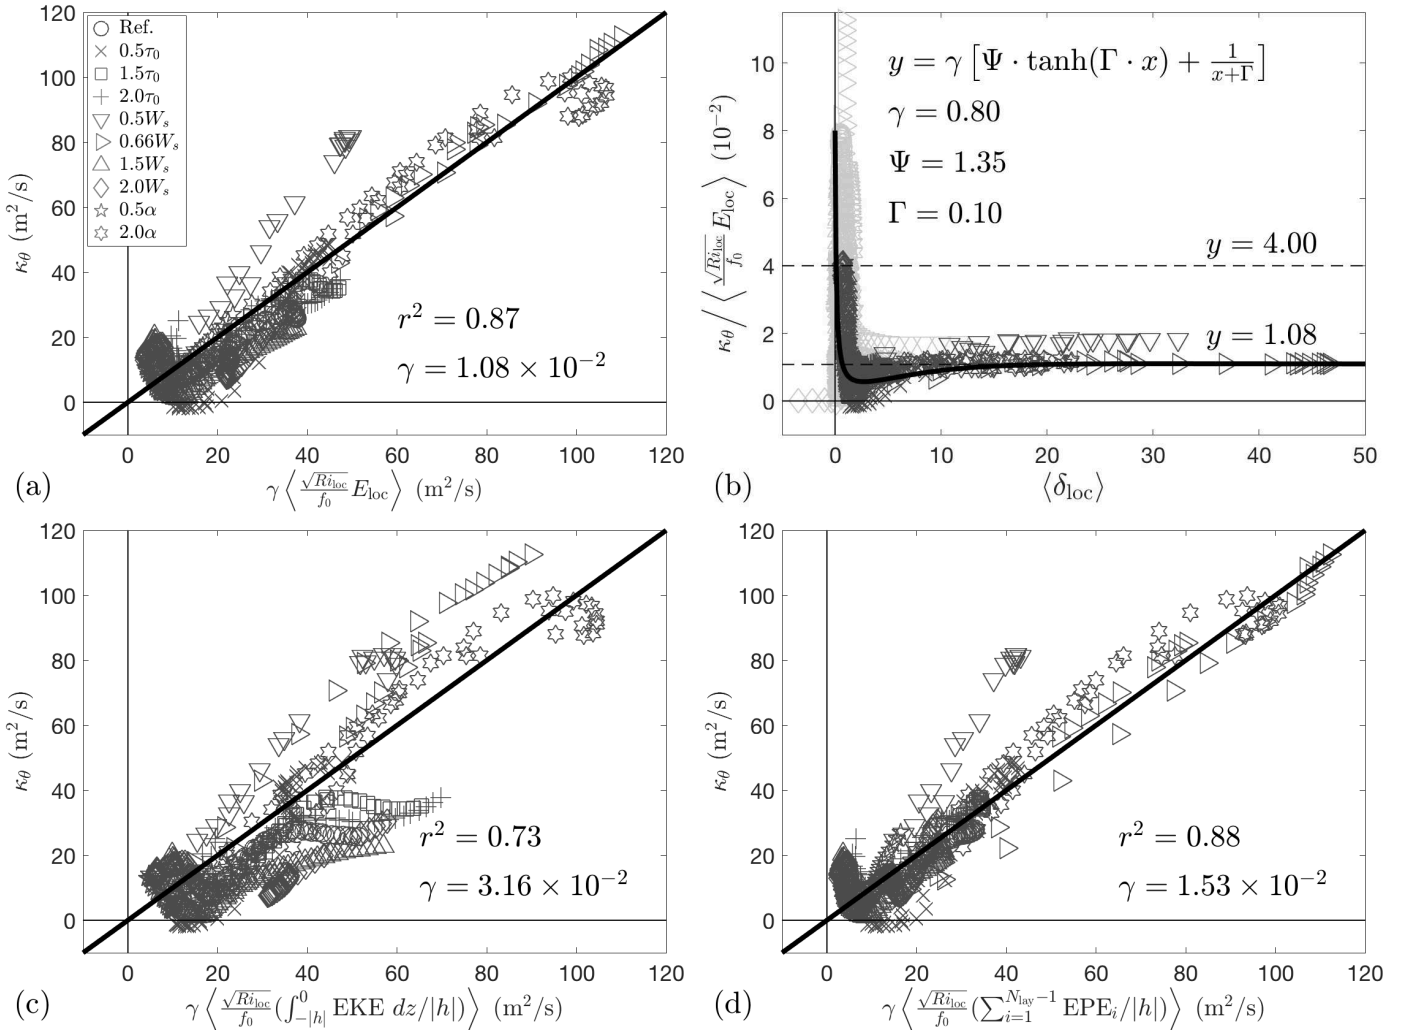 120
100
80
60
40
20
0
κ_θ (m²/s)
Ref.
0.5τ₀
1.5τ₀
2.0τ₀
0.5W_s
0.66W_s
1.5W_s
2.0W_s
0.5α
2.0α
r² = 0.87
γ = 1.08 × 10⁻²
0 20 40 60 80 100 120
(a)
γ⟨(√Ri_loc/f₀) E_loc⟩ (m²/s)
10
8
6
4
2
0
κ_θ/⟨(√Ri_loc/f₀) E_loc⟩ (10⁻²)
y = γ[Ψ · tanh(Γ · x) + 1/(x+Γ)]
γ = 0.80
Ψ = 1.35
Γ = 0.10
y = 4.00
y = 1.08
0 10 20 30 40 50
(b)
⟨δ_loc⟩
120
100
80
60
40
20
0
κ_θ (m²/s)
r² = 0.73
γ = 3.16 × 10⁻²
0 20 40 60 80 100 120
(c)
γ⟨(√Ri_loc/f₀)(∫_{-|h|}^{0} EKE dz/|h|)⟩ (m²/s)
120
100
80
60
40
20
0
κ_θ (m²/s)
r² = 0.88
γ = 1.53 × 10⁻²
0 20 40 60 80 100 120
(d)
γ⟨(√Ri_loc/f₀)(∑_{i=1}^{N_lay−1} EPE_i/|h|)⟩ (m²/s)